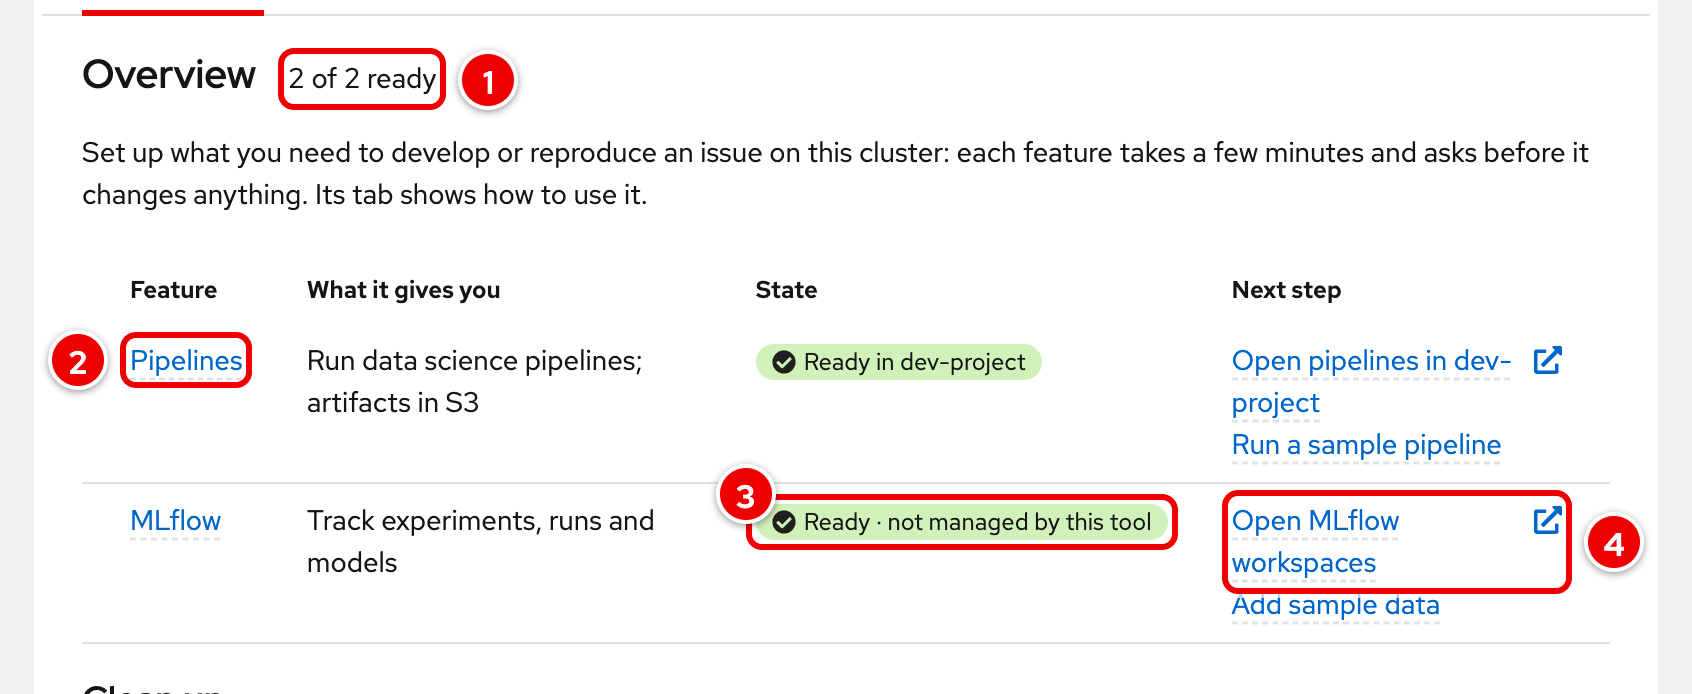 Overview 2 of 2 ready 1
Set up what you need to develop or reproduce an issue on this cluster: each feature takes a few minutes and asks before it
changes anything. Its tab shows how to use it.
Feature What it gives you State Next step
2 Pipelines Run data science pipelines; Ready in dev-project Open pipelines in dev-
artifacts in S3 project
Run a sample pipeline
3
MLflow Track experiments, runs and Ready · not managed by this tool Open MLflow
models workspaces 4
Add sample data
Clean up